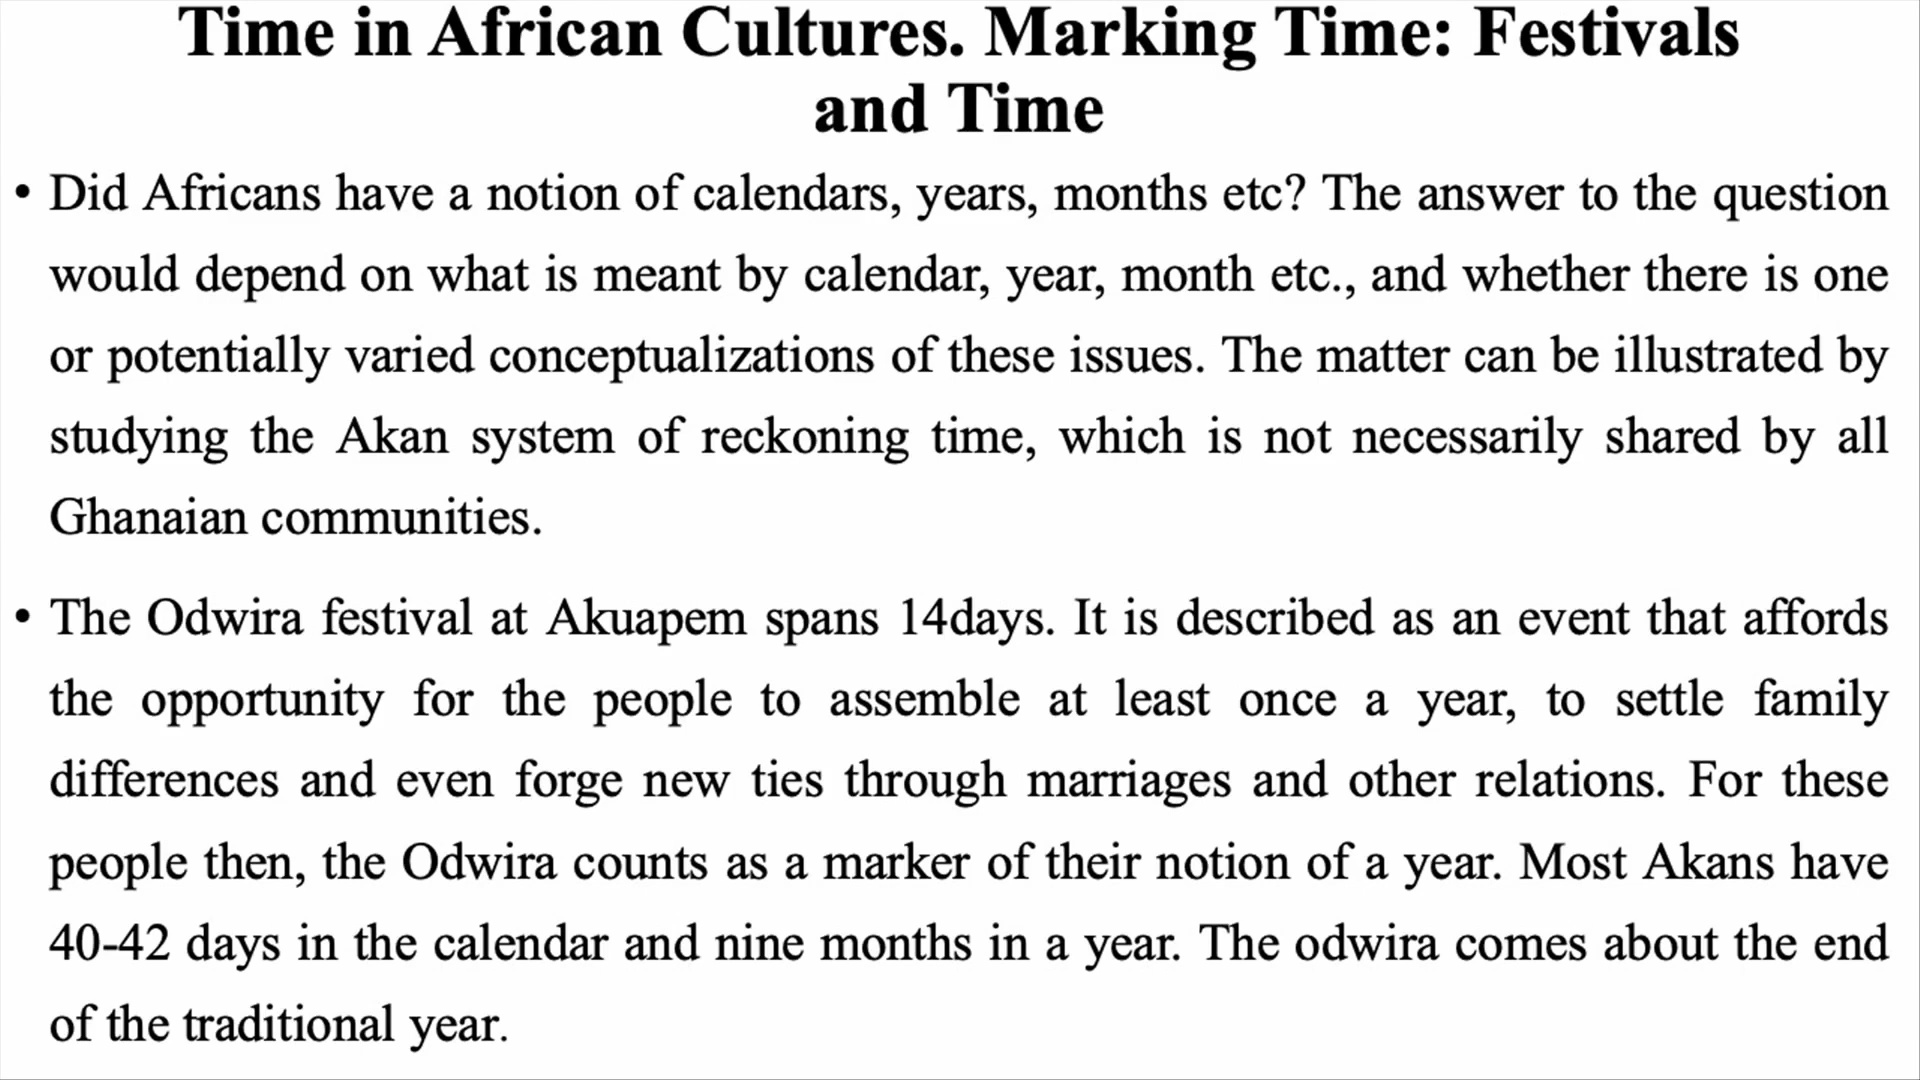 Time in African Cultures. Marking Time: Festivals
and Time
• Did Africans have a notion of calendars, years, months etc? The answer to the question
would depend on what is meant by calendar, year, month etc., and whether there is one
or potentially varied conceptualizations of these issues. The matter can be illustrated by
studying the Akan system of reckoning time, which is not necessarily shared by all
Ghanaian communities.
• The Odwira festival at Akuapem spans 14days. It is described as an event that affords
the opportunity for the people to assemble at least once a year, to settle family
differences and even forge new ties through marriages and other relations. For these
people then, the Odwira counts as a marker of their notion of a year. Most Akans have
40-42 days in the calendar and nine months in a year. The odwira comes about the end
of the traditional year.